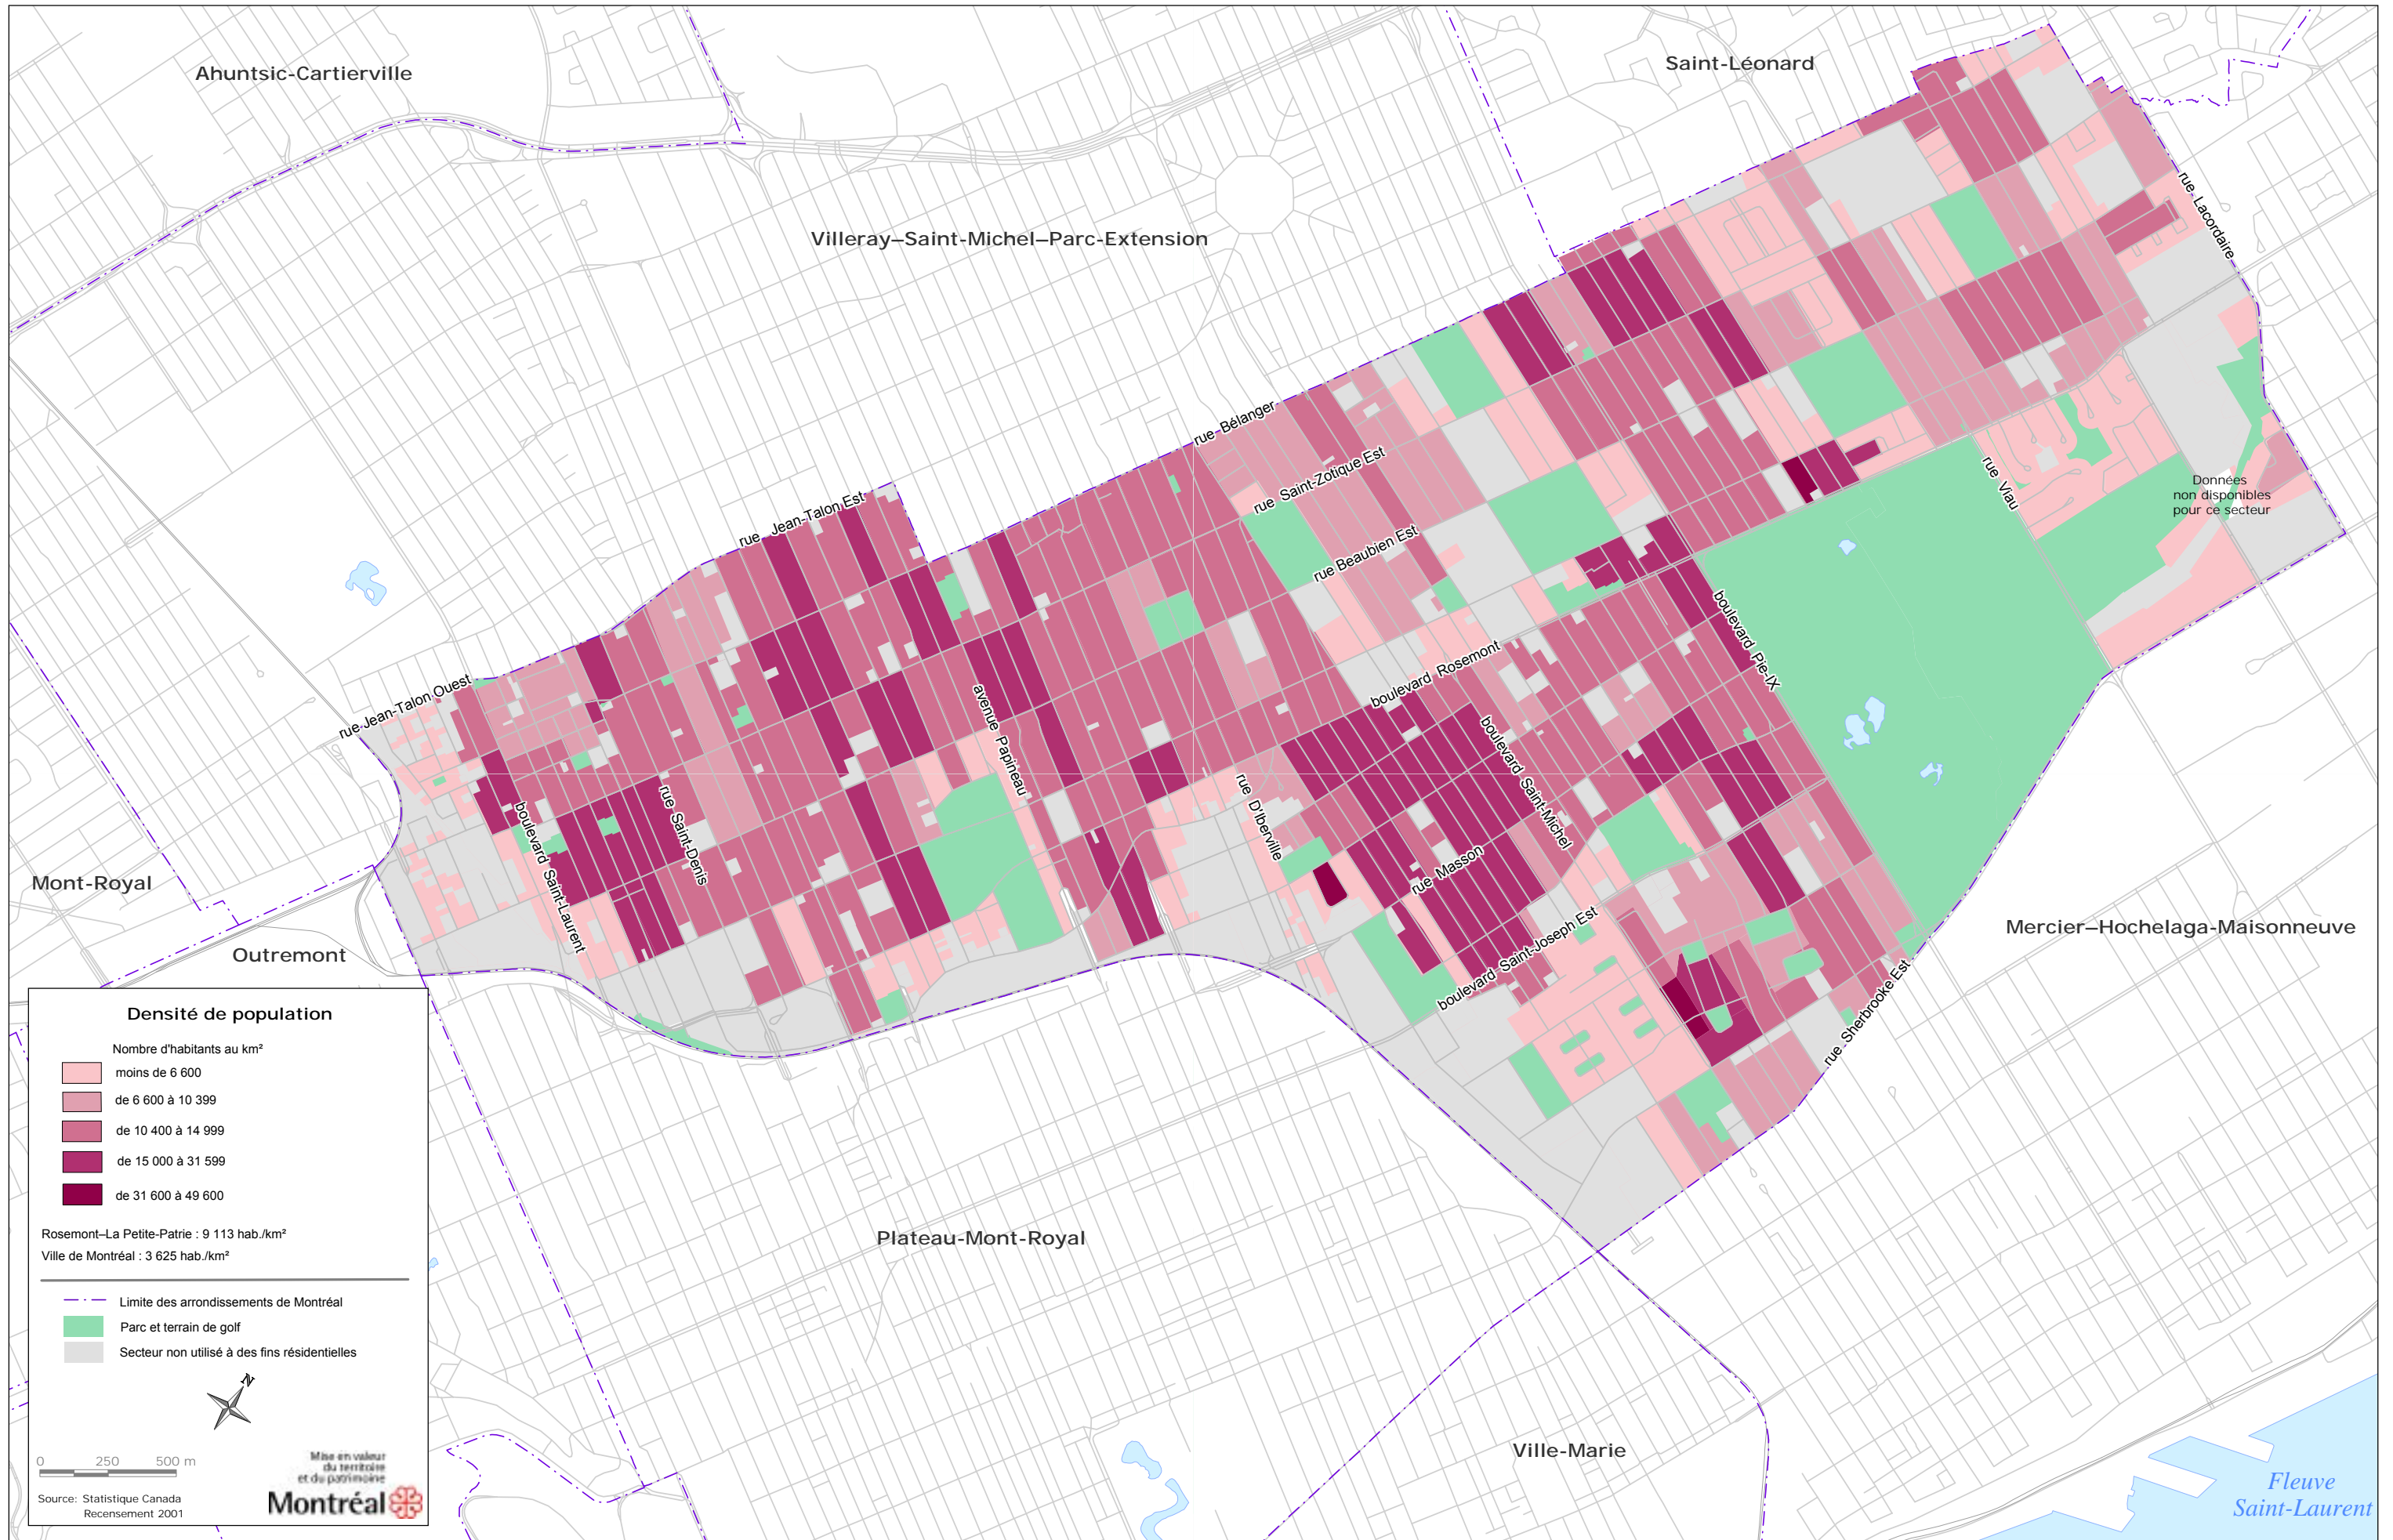 Ahuntsic-Cartierville
Saint-Léonard
Villeray–Saint-Michel–Parc-Extension
rue Lacordaire
rue Bélanger
rue Saint-Zotique Est
rue Jean-Talon Est
rue Viau
Données
non disponibles
pour ce secteur
rue Beaubien Est
boulevard Pie-IX
rue Jean-Talon Ouest
boulevard Rosemont
avenue Papineau
boulevard Saint-Michel
rue D'Iberville
rue Saint-Denis
boulevard Saint-Laurent
rue Masson
Mont-Royal
Outremont
boulevard Saint-Joseph Est
Mercier–Hochelaga-Maisonneuve
rue Sherbrooke Est
Plateau-Mont-Royal
Ville-Marie
Fleuve
Saint-Laurent
Densité de population
Nombre d'habitants au km²
moins de 6 600
de 6 600 à 10 399
de 10 400 à 14 999
de 15 000 à 31 599
de 31 600 à 49 600
Rosemont–La Petite-Patrie : 9 113 hab./km²
Ville de Montréal : 3 625 hab./km²
Limite des arrondissements de Montréal
Parc et terrain de golf
Secteur non utilisé à des fins résidentielles
N
0 250 500 m
Mise en valeur
du territoire
et du patrimoine
Montréal
Source: Statistique Canada
Recensement 2001